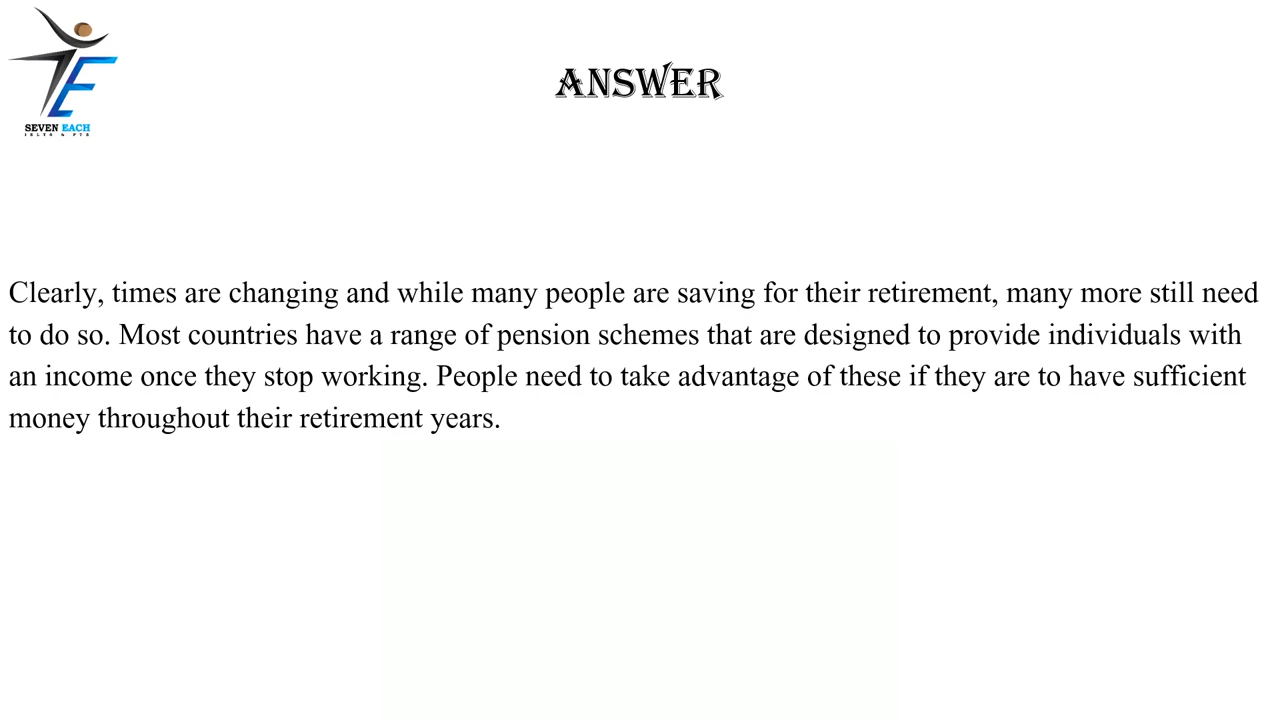 ANSWER
SEVEN EACH
IELTS & PTE
Clearly, times are changing and while many people are saving for their retirement, many more still need
to do so. Most countries have a range of pension schemes that are designed to provide individuals with
an income once they stop working. People need to take advantage of these if they are to have sufficient
money throughout their retirement years.